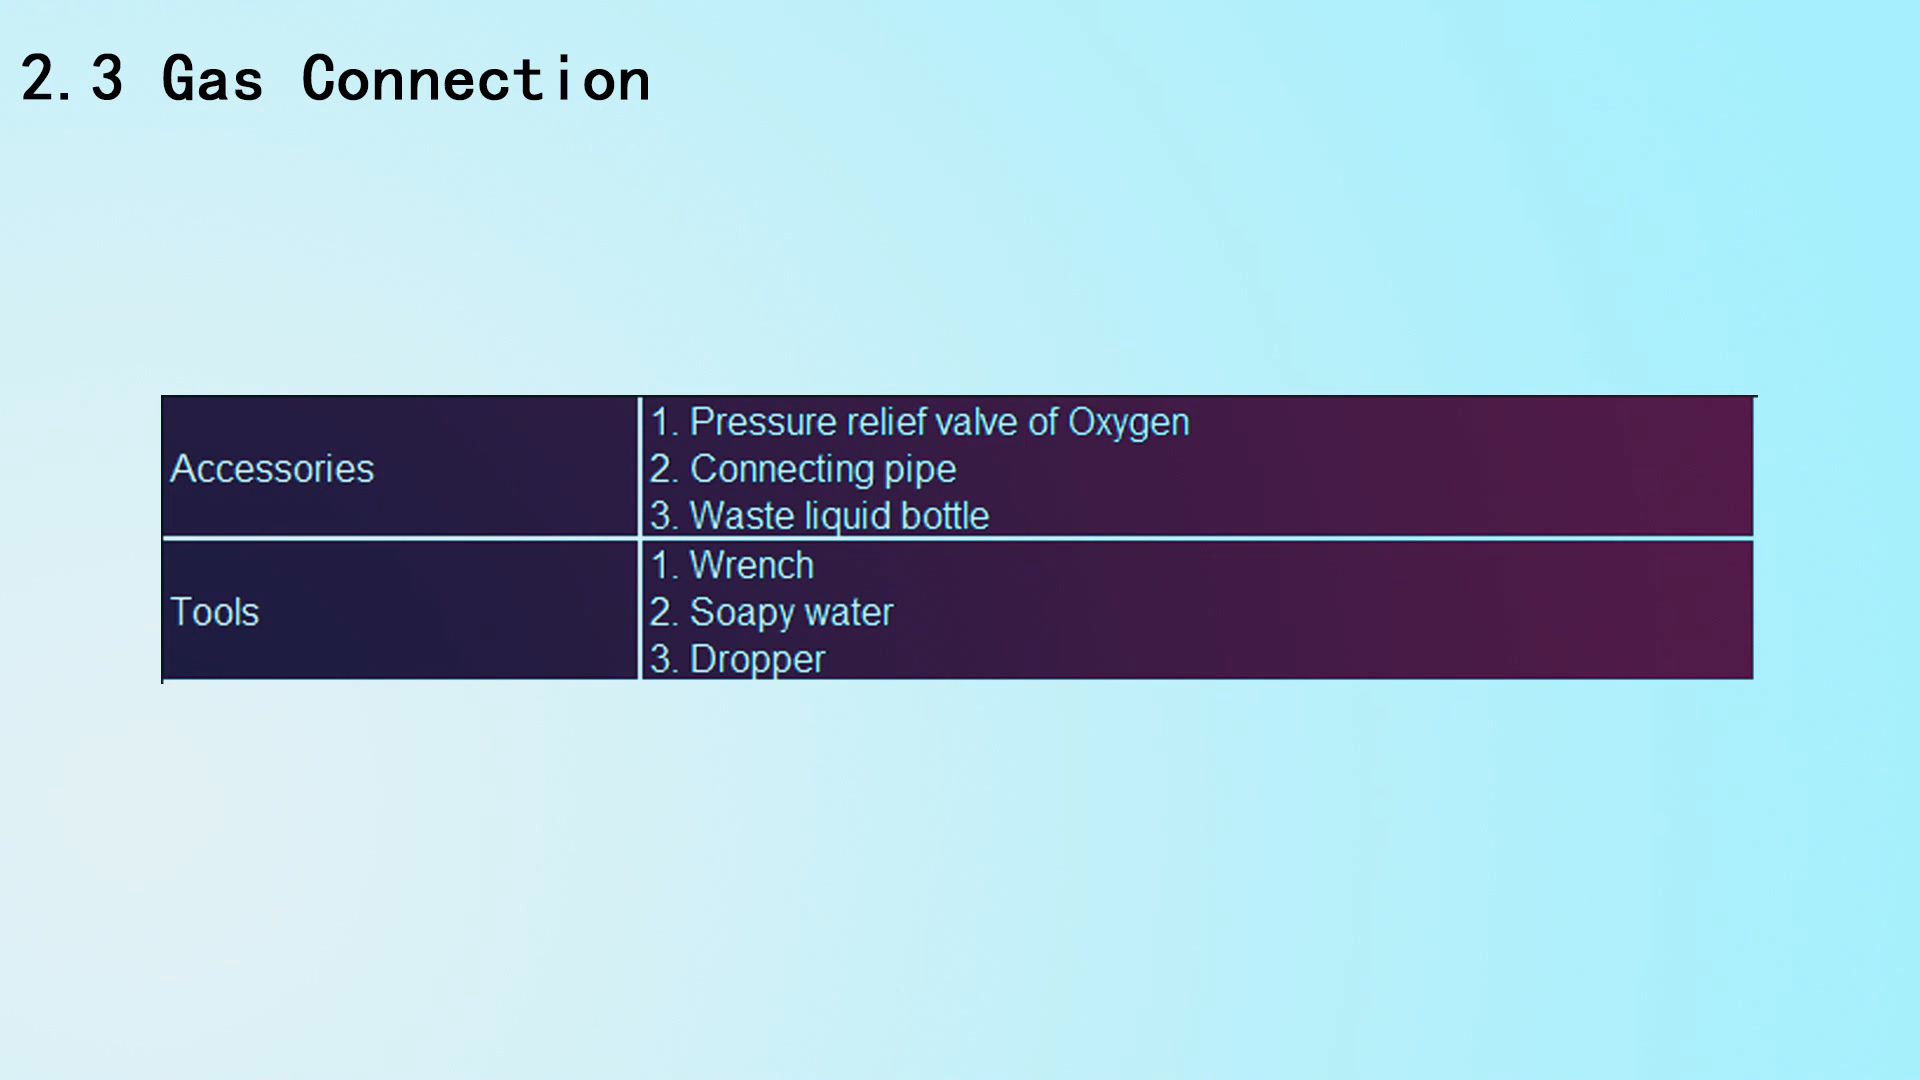 2.3 Gas Connection
Accessories
1. Pressure relief valve of Oxygen
2. Connecting pipe
3. Waste liquid bottle
Tools
1. Wrench
2. Soapy water
3. Dropper